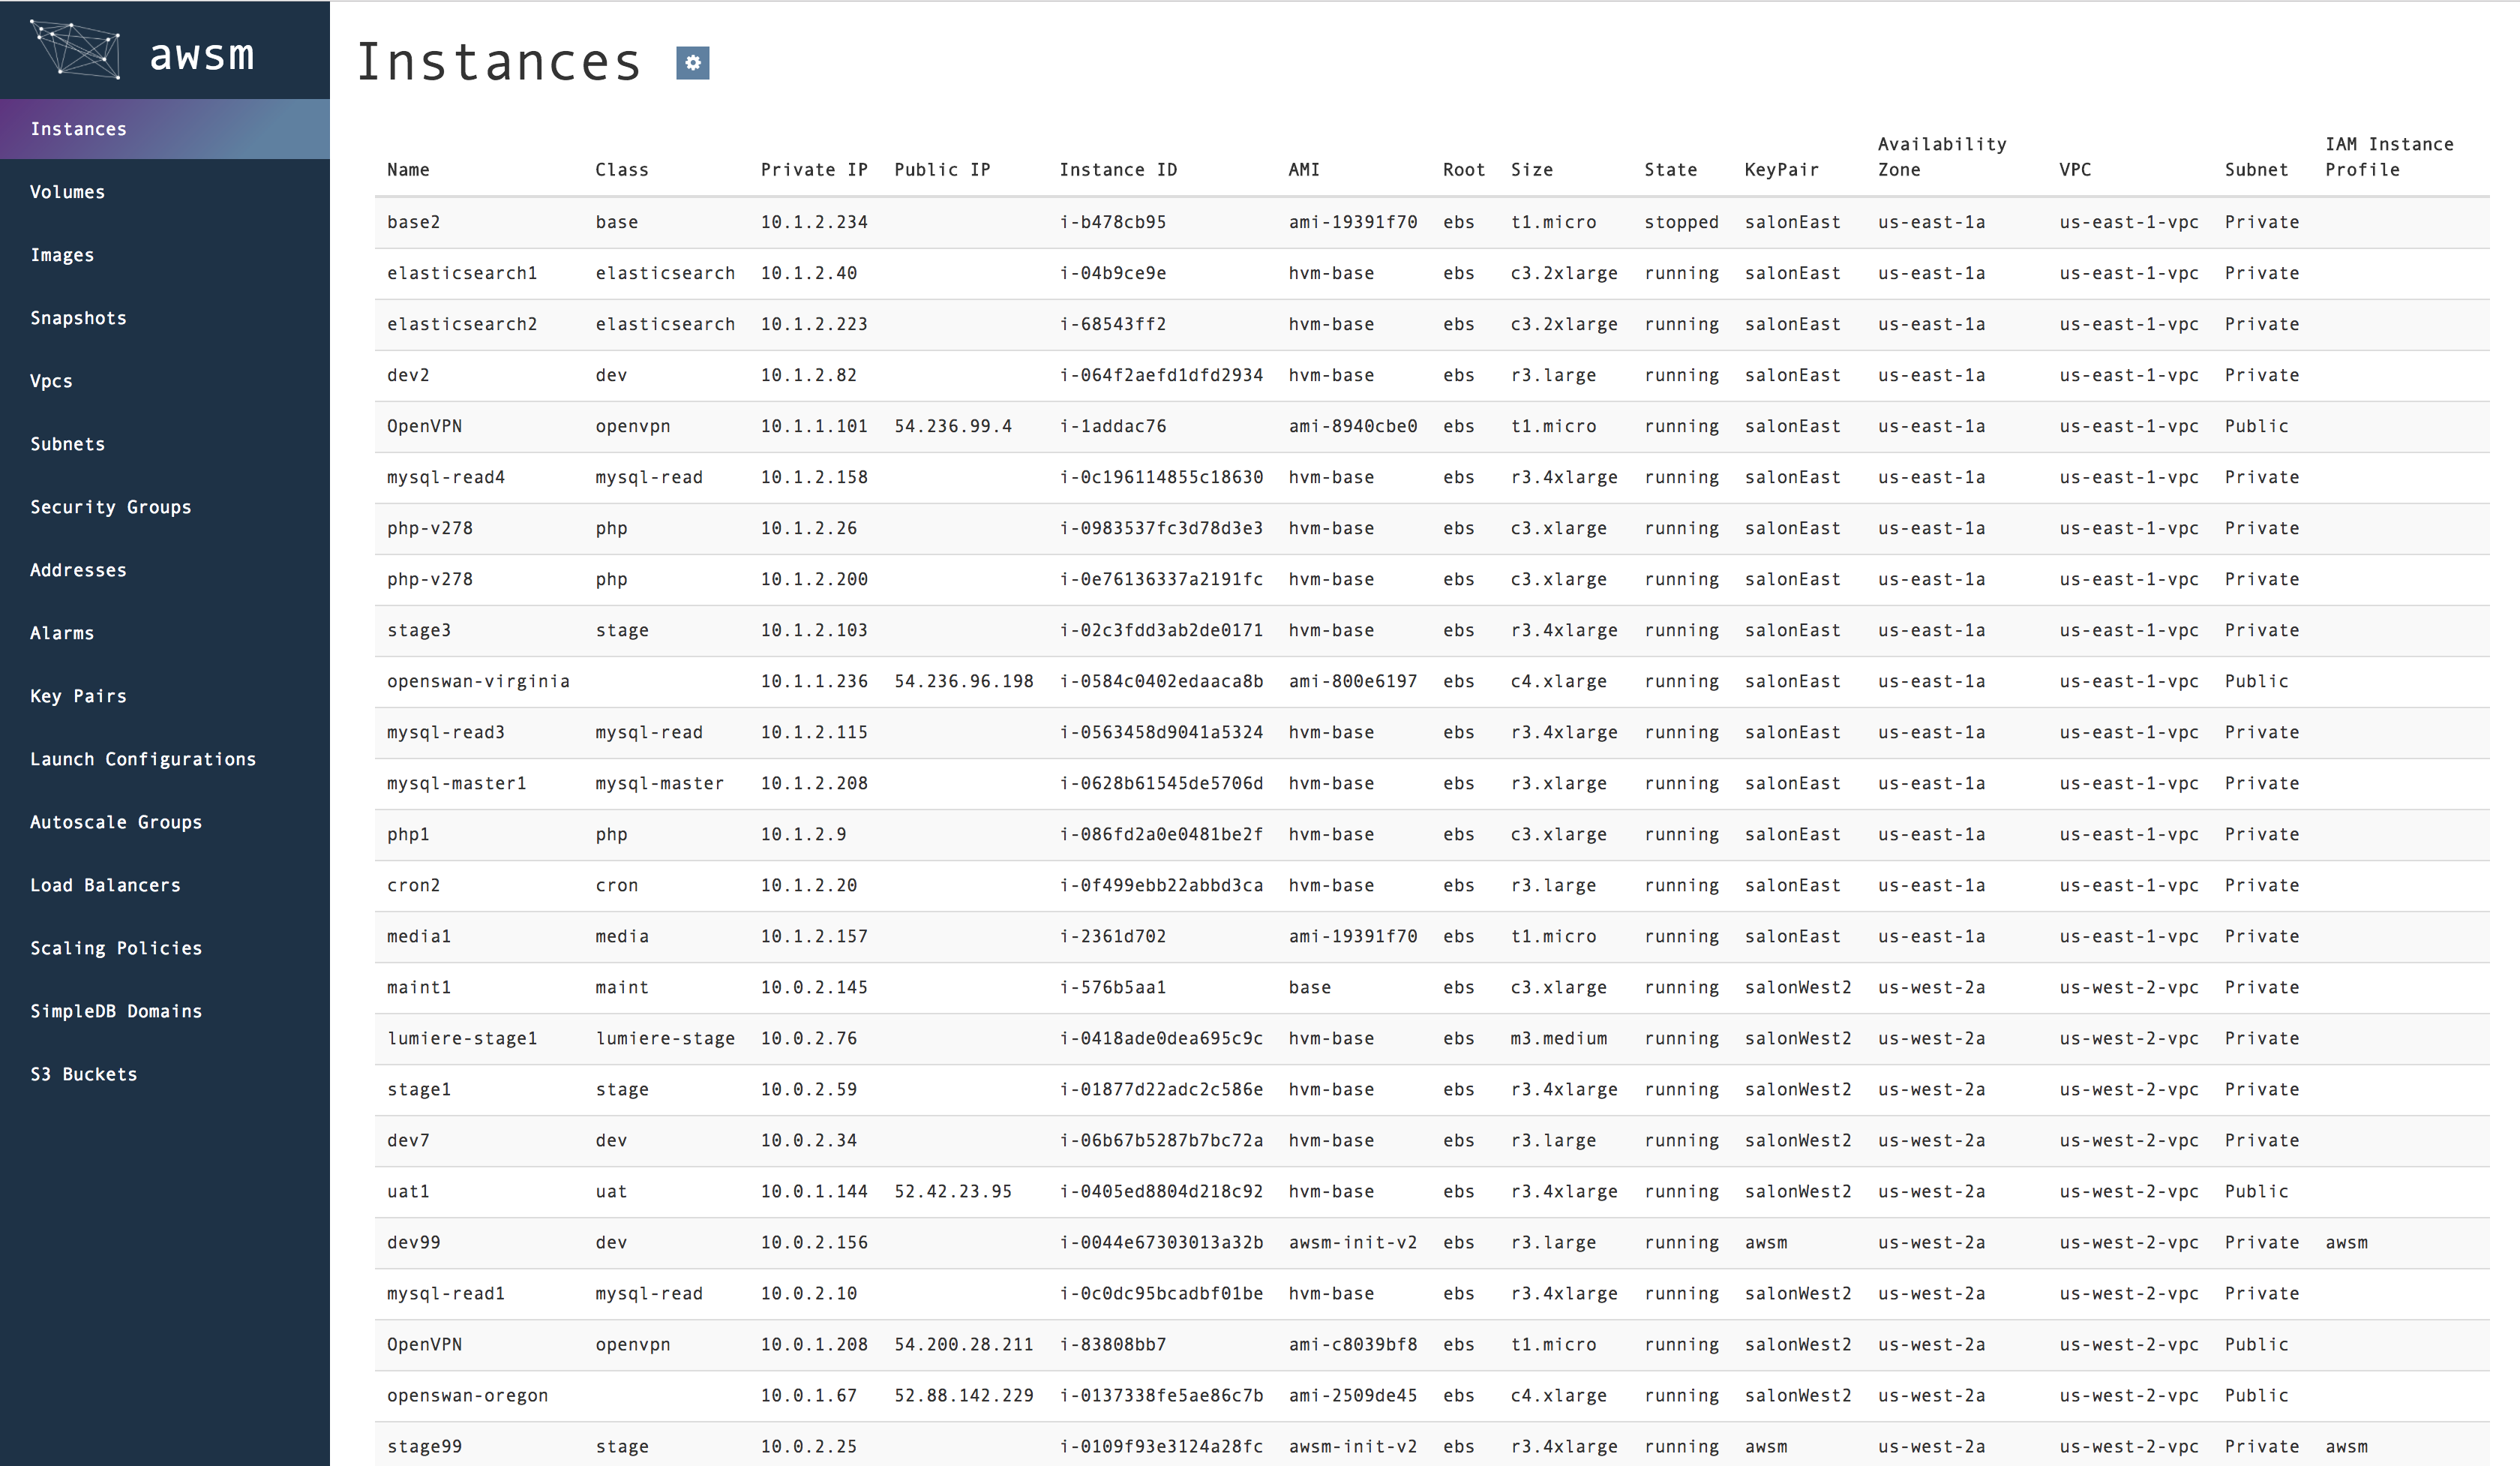 awsm
Instances
Instances
Volumes
Images
Snapshots
Vpcs
Subnets
Security Groups
Addresses
Alarms
Key Pairs
Launch Configurations
Autoscale Groups
Load Balancers
Scaling Policies
SimpleDB Domains
S3 Buckets
Name Class Private IP Public IP Instance ID AMI Root Size State KeyPair Availability Zone VPC Subnet IAM Instance Profile
base2 base 10.1.2.234 i-b478cb95 ami-19391f70 ebs t1.micro stopped salonEast us-east-1a us-east-1-vpc Private
elasticsearch1 elasticsearch 10.1.2.40 i-04b9ce9e hvm-base ebs c3.2xlarge running salonEast us-east-1a us-east-1-vpc Private
elasticsearch2 elasticsearch 10.1.2.223 i-68543ff2 hvm-base ebs c3.2xlarge running salonEast us-east-1a us-east-1-vpc Private
dev2 dev 10.1.2.82 i-064f2aefd1dfd2934 hvm-base ebs r3.large running salonEast us-east-1a us-east-1-vpc Private
OpenVPN openvpn 10.1.1.101 54.236.99.4 i-1addac76 ami-8940cbe0 ebs t1.micro running salonEast us-east-1a us-east-1-vpc Public
mysql-read4 mysql-read 10.1.2.158 i-0c196114855c18630 hvm-base ebs r3.4xlarge running salonEast us-east-1a us-east-1-vpc Private
php-v278 php 10.1.2.26 i-0983537fc3d78d3e3 hvm-base ebs c3.xlarge running salonEast us-east-1a us-east-1-vpc Private
php-v278 php 10.1.2.200 i-0e76136337a2191fc hvm-base ebs c3.xlarge running salonEast us-east-1a us-east-1-vpc Private
stage3 stage 10.1.2.103 i-02c3fdd3ab2de0171 hvm-base ebs r3.4xlarge running salonEast us-east-1a us-east-1-vpc Private
openswan-virginia 10.1.1.236 54.236.96.198 i-0584c0402edaaca8b ami-800e6197 ebs c4.xlarge running salonEast us-east-1a us-east-1-vpc Public
mysql-read3 mysql-read 10.1.2.115 i-0563458d9041a5324 hvm-base ebs r3.4xlarge running salonEast us-east-1a us-east-1-vpc Private
mysql-master1 mysql-master 10.1.2.208 i-0628b61545de5706d hvm-base ebs r3.xlarge running salonEast us-east-1a us-east-1-vpc Private
php1 php 10.1.2.9 i-086fd2a0e0481be2f hvm-base ebs c3.xlarge running salonEast us-east-1a us-east-1-vpc Private
cron2 cron 10.1.2.20 i-0f499ebb22abbd3ca hvm-base ebs r3.large running salonEast us-east-1a us-east-1-vpc Private
media1 media 10.1.2.157 i-2361d702 ami-19391f70 ebs t1.micro running salonEast us-east-1a us-east-1-vpc Private
maint1 maint 10.0.2.145 i-576b5aa1 base ebs c3.xlarge running salonWest2 us-west-2a us-west-2-vpc Private
lumiere-stage1 lumiere-stage 10.0.2.76 i-0418ade0dea695c9c hvm-base ebs m3.medium running salonWest2 us-west-2a us-west-2-vpc Private
stage1 stage 10.0.2.59 i-01877d22adc2c586e hvm-base ebs r3.4xlarge running salonWest2 us-west-2a us-west-2-vpc Private
dev7 dev 10.0.2.34 i-06b67b5287b7bc72a hvm-base ebs r3.large running salonWest2 us-west-2a us-west-2-vpc Private
uat1 uat 10.0.1.144 52.42.23.95 i-0405ed8804d218c92 hvm-base ebs r3.4xlarge running salonWest2 us-west-2a us-west-2-vpc Public
dev99 dev 10.0.2.156 i-0044e67303013a32b awsm-init-v2 ebs r3.large running awsm us-west-2a us-west-2-vpc Private awsm
mysql-read1 mysql-read 10.0.2.10 i-0c0dc95bcadbf01be hvm-base ebs r3.4xlarge running salonWest2 us-west-2a us-west-2-vpc Private
OpenVPN openvpn 10.0.1.208 54.200.28.211 i-83808bb7 ami-c8039bf8 ebs t1.micro running salonWest2 us-west-2a us-west-2-vpc Public
openswan-oregon 10.0.1.67 52.88.142.229 i-0137338fe5ae86c7b ami-2509de45 ebs c4.xlarge running salonWest2 us-west-2a us-west-2-vpc Public
stage99 stage 10.0.2.25 i-0109f93e3124a28fc awsm-init-v2 ebs r3.4xlarge running awsm us-west-2a us-west-2-vpc Private awsm